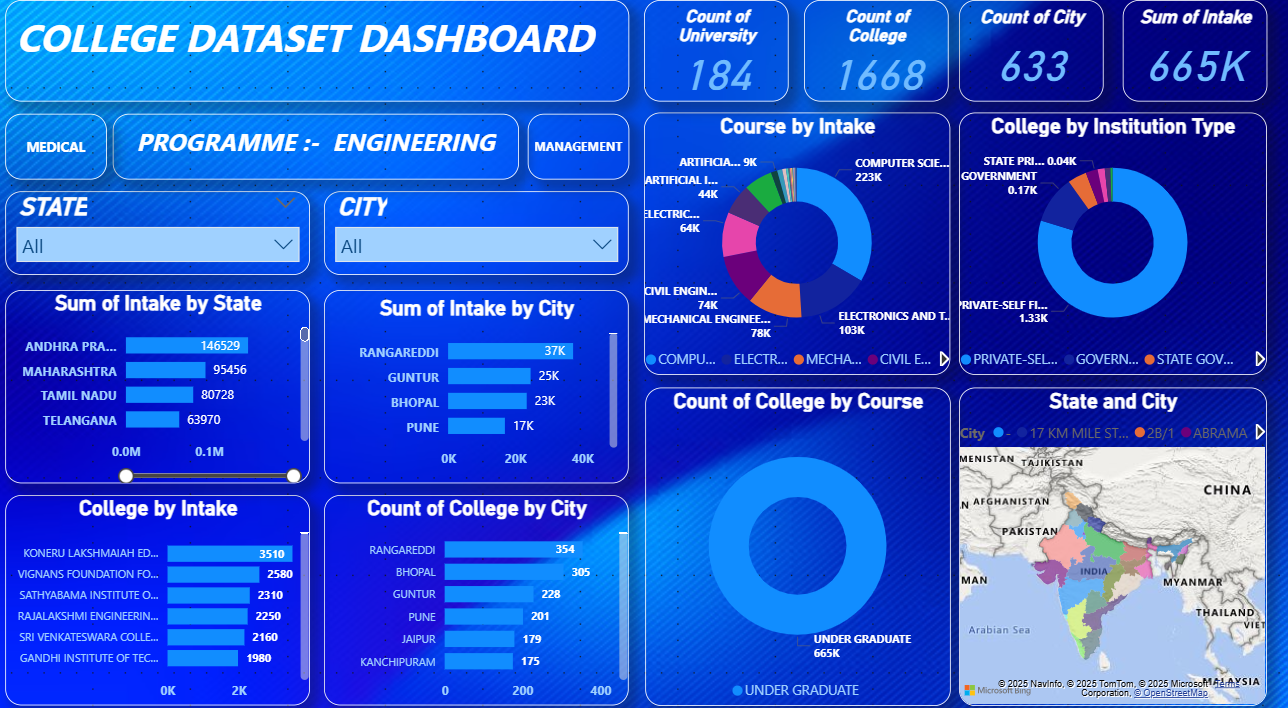 COLLEGE DATASET DASHBOARD
Count of
University
184
Count of
College
1668
Count of City
633
Sum of Intake
665K
MEDICAL
PROGRAMME :-  ENGINEERING
MANAGEMENT
STATE
All
CITY
All
Course by Intake
ARTIFICIA... 9K
COMPUTER SCIE...
223K
ARTIFICIAL I...
44K
ELECTRIC...
64K
CIVIL ENGIN...
74K
MECHANICAL ENGINEE...
78K
ELECTRONICS AND T...
103K
COMPU...
ELECTR...
MECHA...
CIVIL E...
College by Institution Type
STATE PRI... 0.04K
GOVERNMENT
0.17K
PRIVATE-SELF FI...
1.33K
PRIVATE-SEL...
GOVERN...
STATE GOV...
Sum of Intake by State
ANDHRA PRA...
146529
MAHARASHTRA
95456
TAMIL NADU
80728
TELANGANA
63970
0.0M
0.1M
Sum of Intake by City
RANGAREDDI
37K
GUNTUR
25K
BHOPAL
23K
PUNE
17K
0K
20K
40K
College by Intake
KONERU LAKSHMAIAH ED...
3510
VIGNANS FOUNDATION FO...
2580
SATHYABAMA INSTITUTE O...
2310
RAJALAKSHMI ENGINEERIN...
2250
SRI VENKATESWARA COLLE...
2160
GANDHI INSTITUTE OF TEC...
1980
0K
2K
Count of College by City
RANGAREDDI
354
BHOPAL
305
GUNTUR
228
PUNE
201
JAIPUR
179
KANCHIPURAM
175
0
200
400
Count of College by Course
UNDER GRADUATE
665K
UNDER GRADUATE
State and City
City
-
17 KM MILE ST...
2B/1
ABRAMA
MENISTAN
TAJIKISTAN
CHINA
AFGHANISTAN
PAKISTAN
INDIA
MAN
MYANMAR
THAILAND
VIET
Arabian Sea
MALAYSIA
Microsoft Bing
© 2025 NavInfo, © 2025 TomTom, © 2025 Microsoft Terms
Corporation, © OpenStreetMap